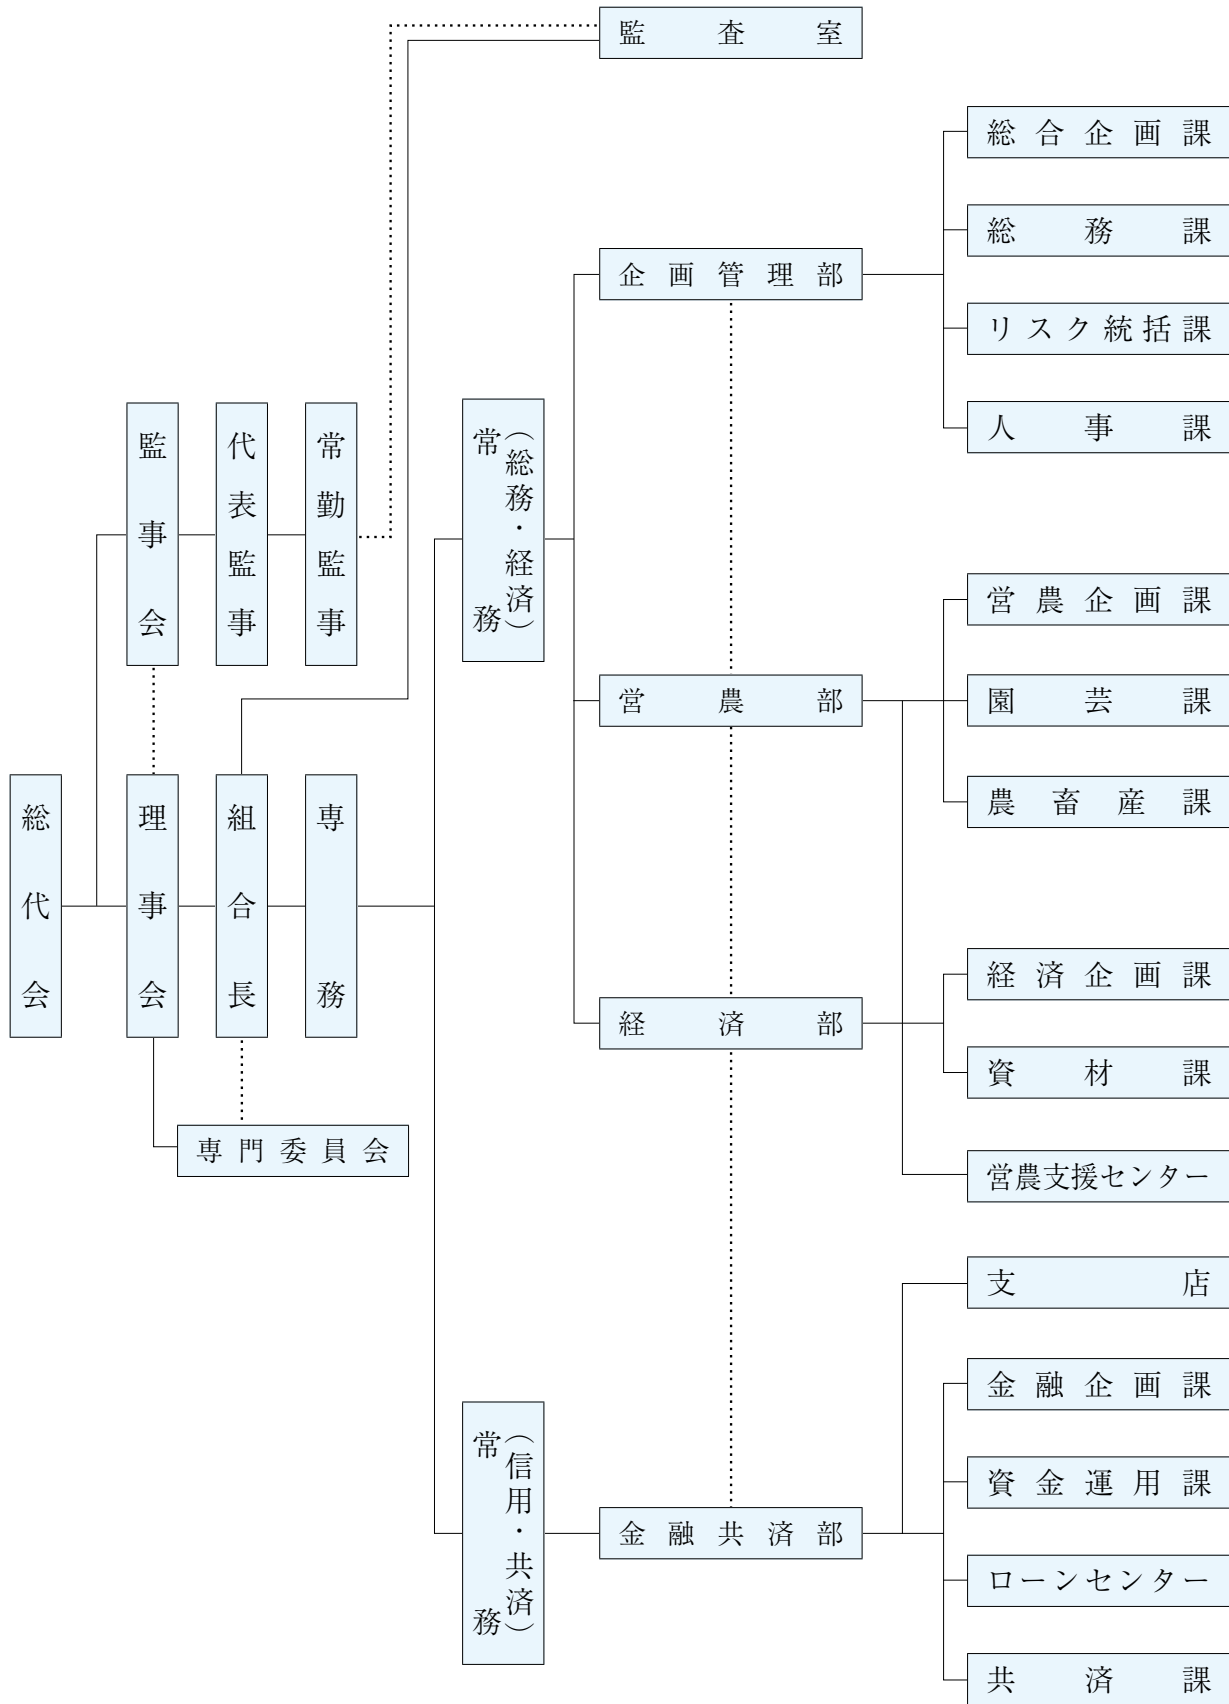 監査室
総合企画課
総務課
企画管理部
リスク統括課
人事課
監事会
代表監事
常勤監事
常務
（総務・経済）
営農企画課
営農部
園芸課
農畜産課
総代会
理事会
組合長
専務
経済企画課
経済部
資材課
専門委員会
営農支援センター
支店
金融企画課
常務
（信用・共済）
資金運用課
金融共済部
ローンセンター
共済課